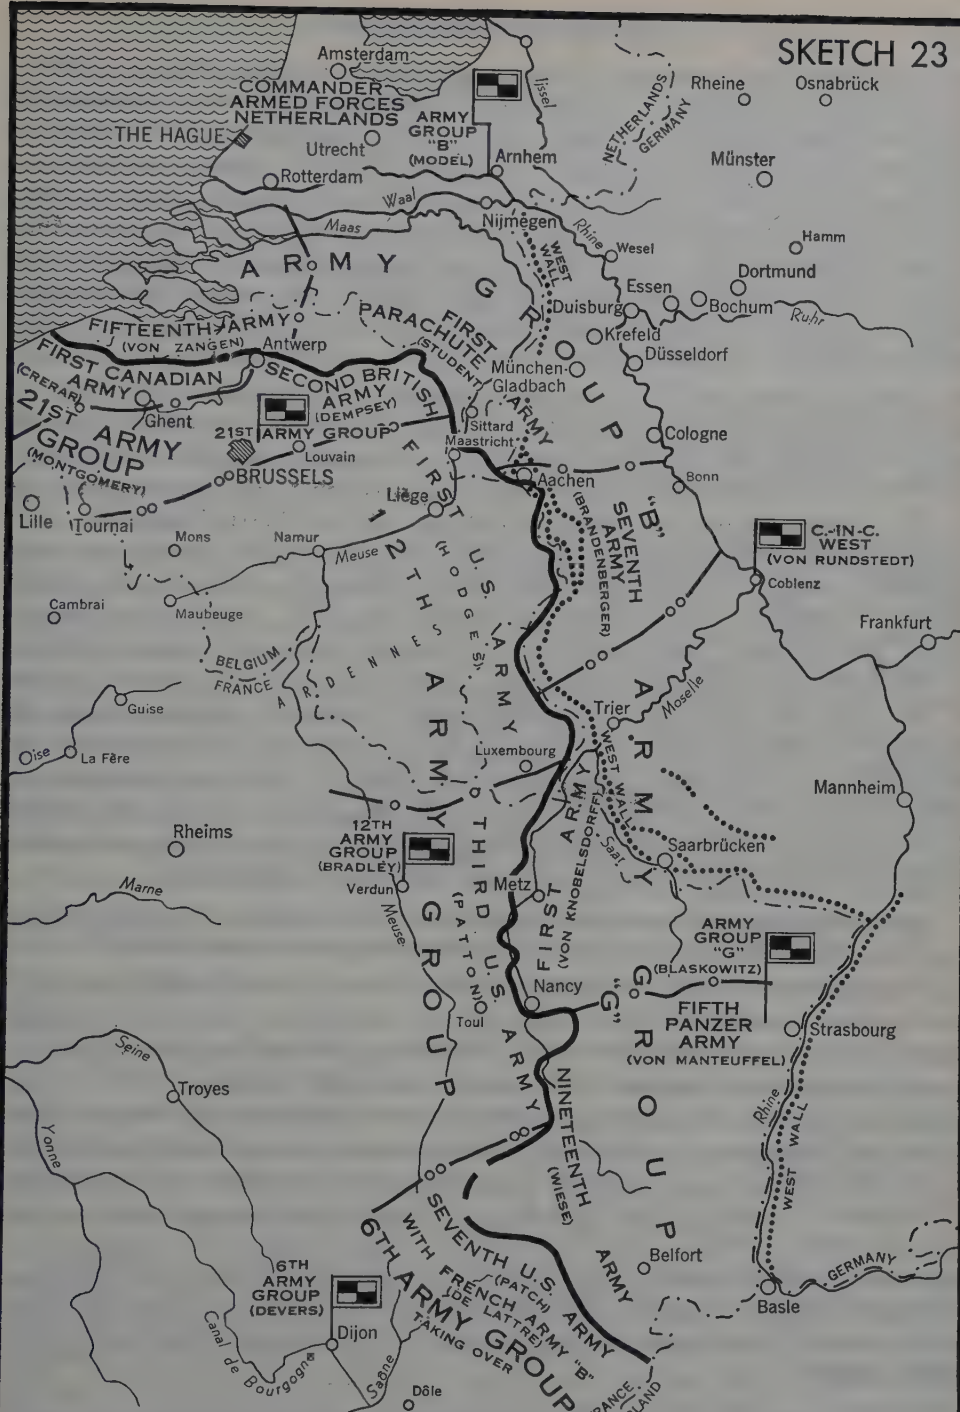 SKETCH 23
Amsterdam
COMMANDER
ARMED FORCES
NETHERLANDS
THE HAGUE
Utrecht
Rotterdam
ARMY
GROUP
"B"
(MODEL)
Ijssel
Arnhem
NETHERLANDS
GERMANY
Rheine
Osnabrück
Münster
Waal
Maas
Nijmegen
Rhine
Wesel
Hamm
Dortmund
Essen
Bochum
Ruhr
Duisburg
Krefeld
Düsseldorf
WEST
WALL
ARMY GROUP "B"
FIFTEENTH ARMY
(VON ZANGEN)
FIRST
PARACHUTE
(STUDENT)
ARMY
München-
Gladbach
Antwerp
FIRST CANADIAN
ARMY
(CRERAR)
Ghent
SECOND BRITISH
ARMY
(DEMPSEY)
21ST
ARMY
GROUP
(MONTGOMERY)
21ST ARMY GROUP
Louvain
BRUSSELS
Sittard
Maastricht
Cologne
Bonn
Aachen
Lille
Tournai
Liège
Mons
Namur
Meuse
Maubeuge
Cambrai
BELGIUM
FRANCE
ARDENNES
FIRST U.S. ARMY
(HODGES)
12TH ARMY GROUP
SEVENTH
ARMY
(BRANDENBERGER)
C.-IN-C.
WEST
(VON RUNDSTEDT)
Coblenz
Frankfurt
Guise
Oise
La Fère
Trier
Moselle
Luxembourg
WEST WALL
Mannheim
Rheims
12TH
ARMY
GROUP
(BRADLEY)
Verdun
Marne
Meuse
Saar
Saarbrücken
Metz
THIRD U.S. ARMY
(PATTON)
FIRST ARMY
(VON KNOBELSDORFF)
ARMY GROUP "G"
ARMY
GROUP
"G"
(BLASKOWITZ)
Nancy
Toul
FIFTH
PANZER
ARMY
(VON MANTEUFFEL)
Strasbourg
Seine
Troyes
Yonne
NINETEENTH
(WIESE)
ARMY
Rhine
WEST WALL
SEVENTH U.S. ARMY
(PATCH)
WITH FRENCH ARMY "B"
(DE LATTRE)
6TH ARMY GROUP
TAKING OVER
Belfort
Basle
GERMANY
6TH
ARMY
GROUP
(DEVERS)
Dijon
Canal de Bourgogne
Saône
Dôle